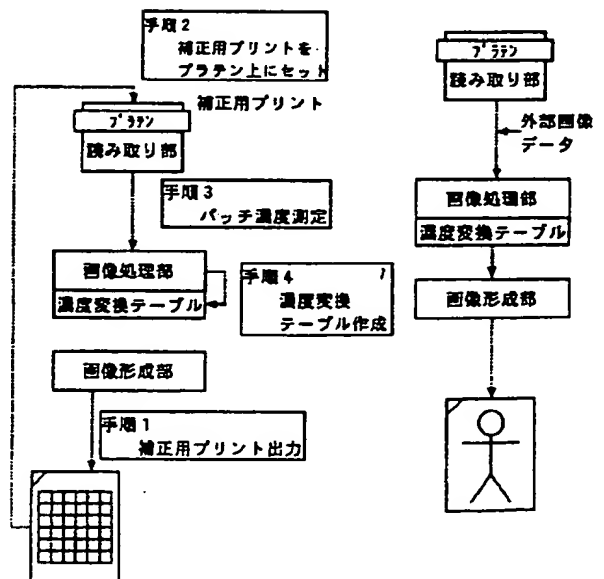 手順2
補正用プリントを
プラテン上にセット
補正用プリント
プラテン
読み取り部
手順3
パッチ濃度測定
画像処理部
濃度変換テーブル
手順4
濃度変換
テーブル作成
画像形成部
手順1
補正用プリント出力
プラテン
読み取り部
外部画像
データ
画像処理部
濃度変換テーブル
画像形成部